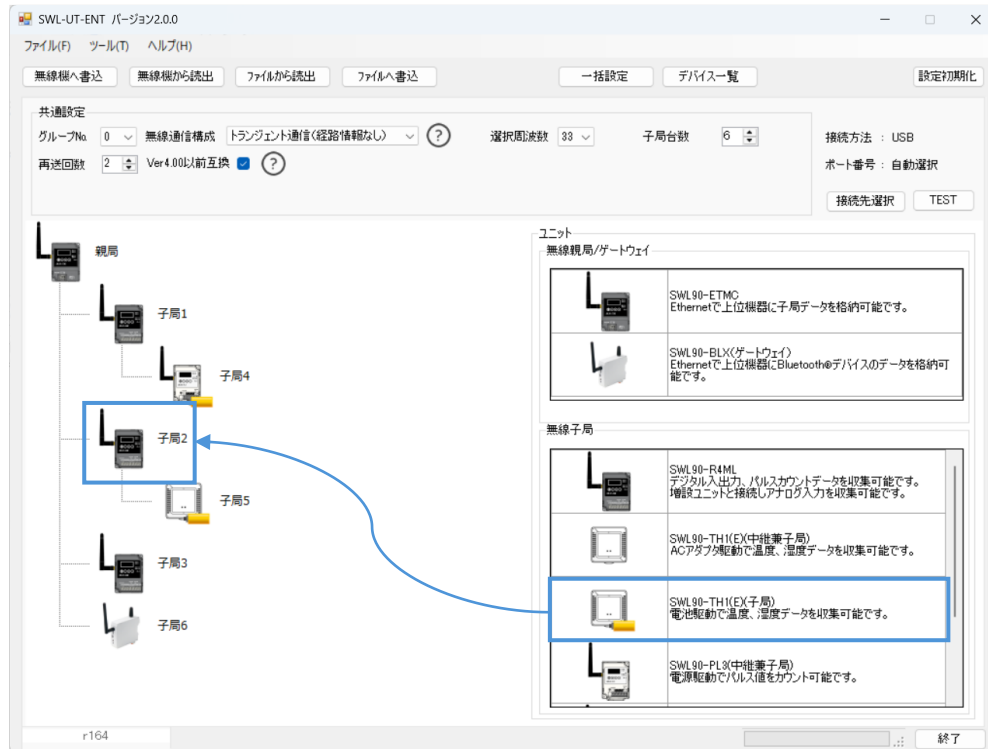 SWL-UT-ENT バージョン2.0.0
ファイル(F) ツール(T) ヘルプ(H)
無線機へ書込 無線機から読出 ファイルから読出 ファイルへ書込 一括設定 デバイス一覧 設定初期化
共通設定
グループNo. 0 無線通信構成 トランジェント通信(経路情報なし) ? 選択周波数 33 子局台数 6 接続方法 : USB
再送回数 2 Ver4.00以前互換 ? ポート番号 : 自動選択
接続先選択 TEST
親局
子局1
子局4
子局2
子局5
子局3
子局6
ユニット
無線親局/ゲートウェイ
SWL90-ETMC
Ethernetで上位機器に子局データを格納可能です。
SWL90-BLX(ゲートウェイ)
Ethernetで上位機器にBluetooth®デバイスのデータを格納可
能です。
無線子局
SWL90-R4ML
デジタル入出力、パルスカウントデータを収集可能です。
増設ユニットと接続しアナログ入力を収集可能です。
SWL90-TH1(E)(中継兼子局)
ACアダプタ駆動で温度、湿度データを収集可能です。
SWL90-TH1(E)(子局)
電池駆動で温度、湿度データを収集可能です。
SWL90-PL3(中継兼子局)
電源駆動でパルス値をカウント可能です。
r164 終了